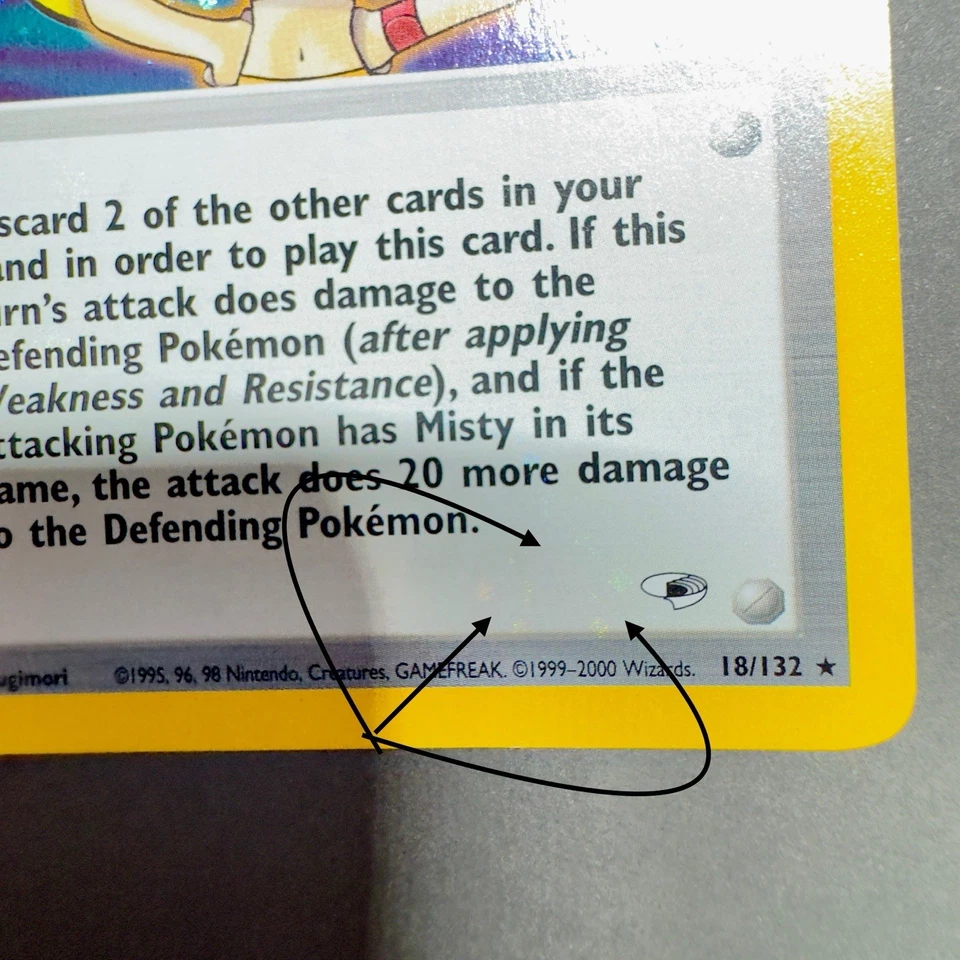 scard 2 of the other cards in your
and in order to play this card. If this
urn's attack does damage to the
efending Pokémon (after applying
Weakness and Resistance), and if the
ttacking Pokémon has Misty in its
ame, the attack does 20 more damage
o the Defending Pokémon.
ugimori ©1995, 96, 98 Nintendo, Creatures, GAMEFREAK. ©1999–2000 Wizards. 18/132 ★